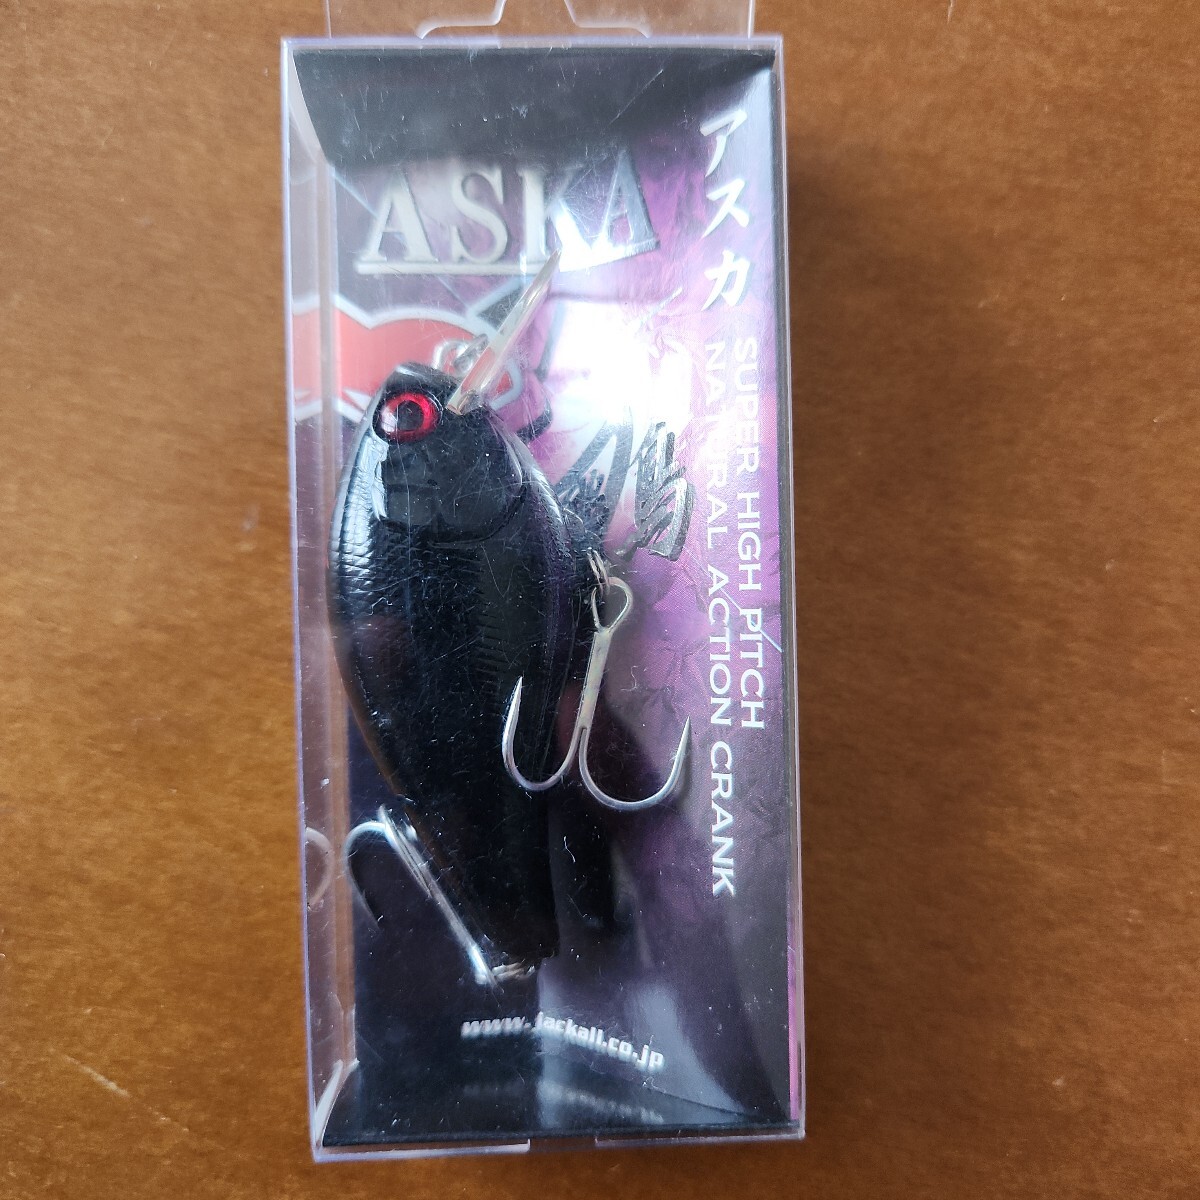 ASKA
アスカ
SUPER HIGH PITCH
NATURAL ACTION CRANK
www.jackall.co.jp